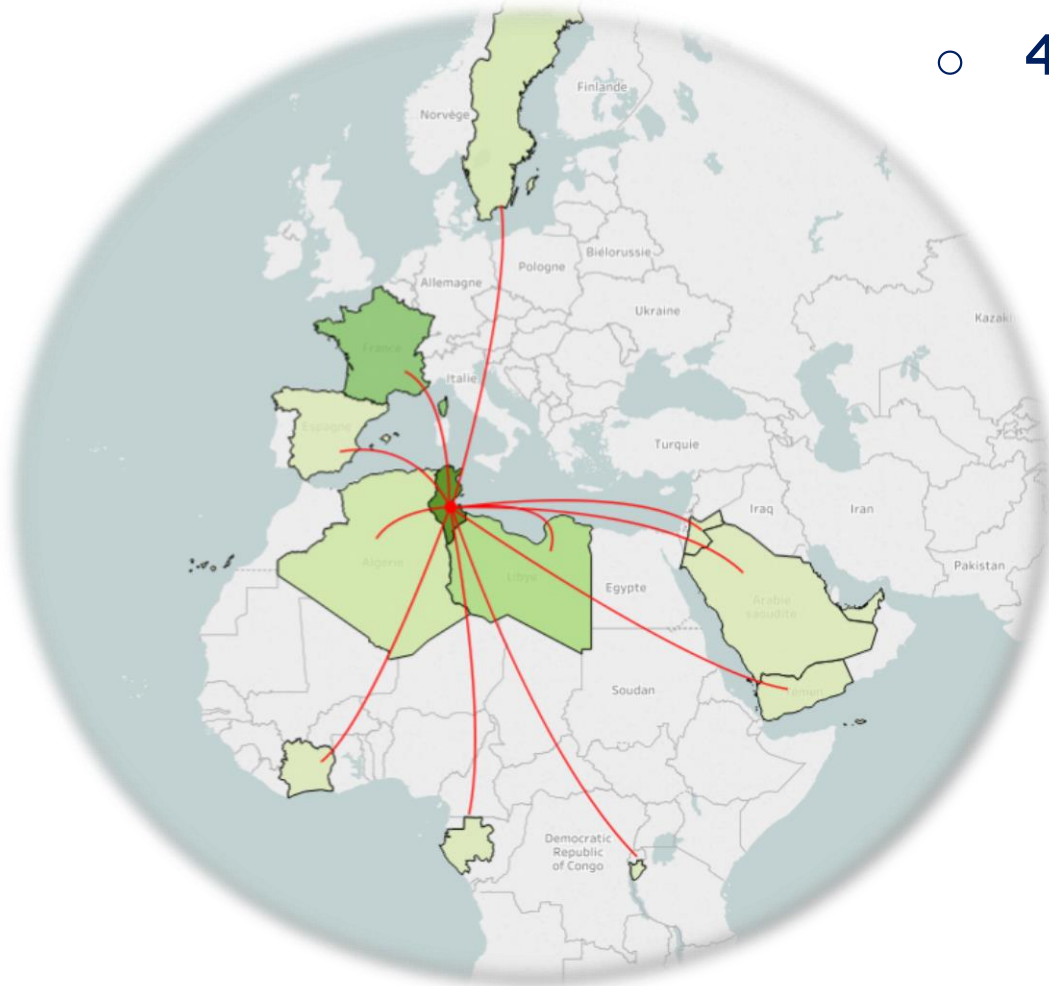 4
Finlande
Norvège
Biélorussie
Pologne
Allemagne
Ukraine
Kazak
France
Italie
Espagne
Turquie
Iraq
Iran
Algérie
Libye
Egypte
Pakistan
Arabie
saoudite
Soudan
Yémen
Democratic
Republic
of Congo